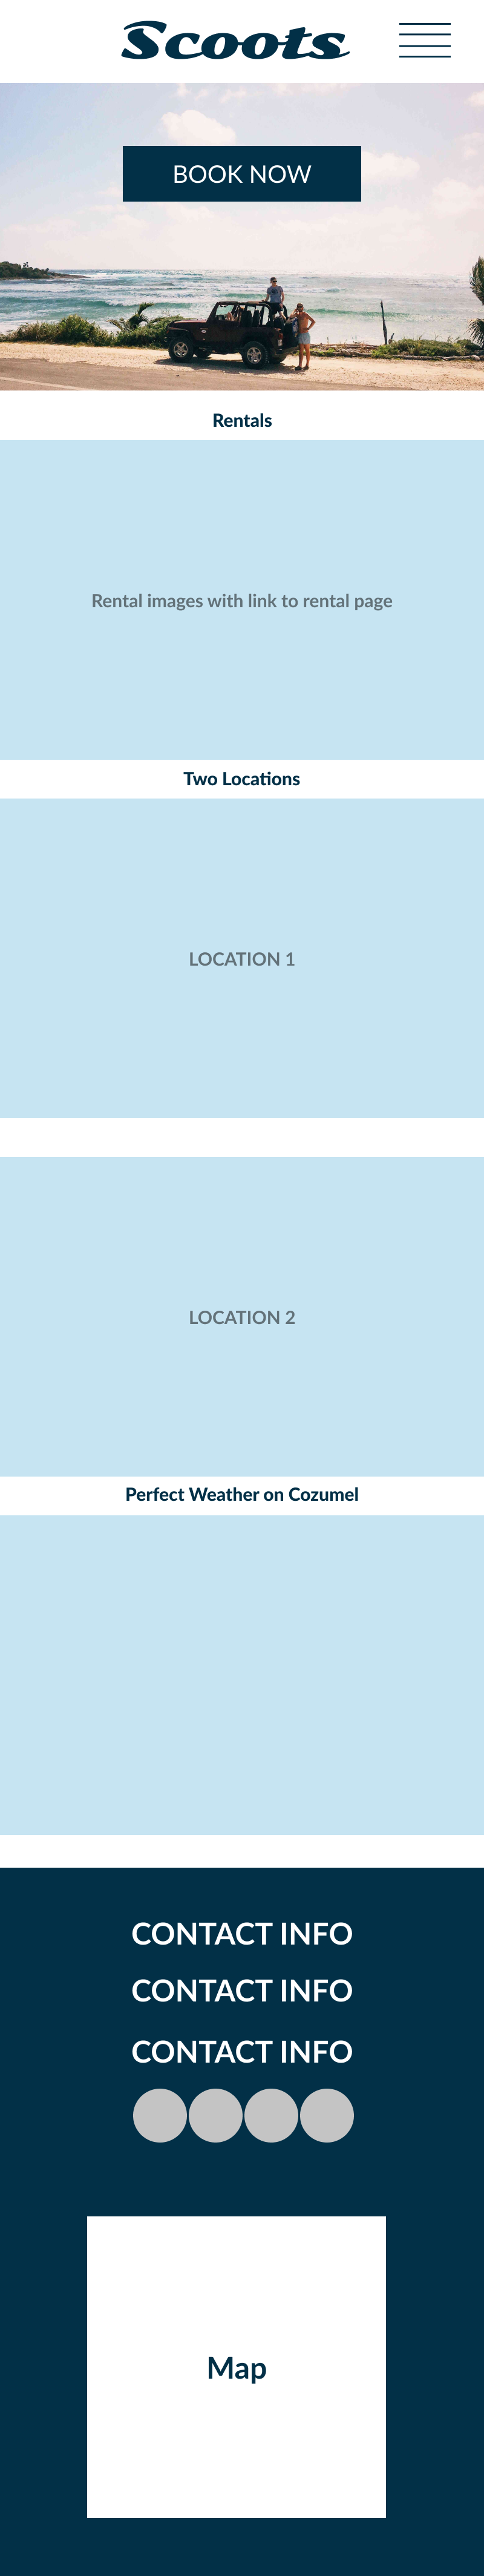 Scoots
BOOK NOW
Rentals
Rental images with link to rental page
Two Locations
LOCATION 1
LOCATION 2
Perfect Weather on Cozumel
CONTACT INFO
CONTACT INFO
CONTACT INFO
Map